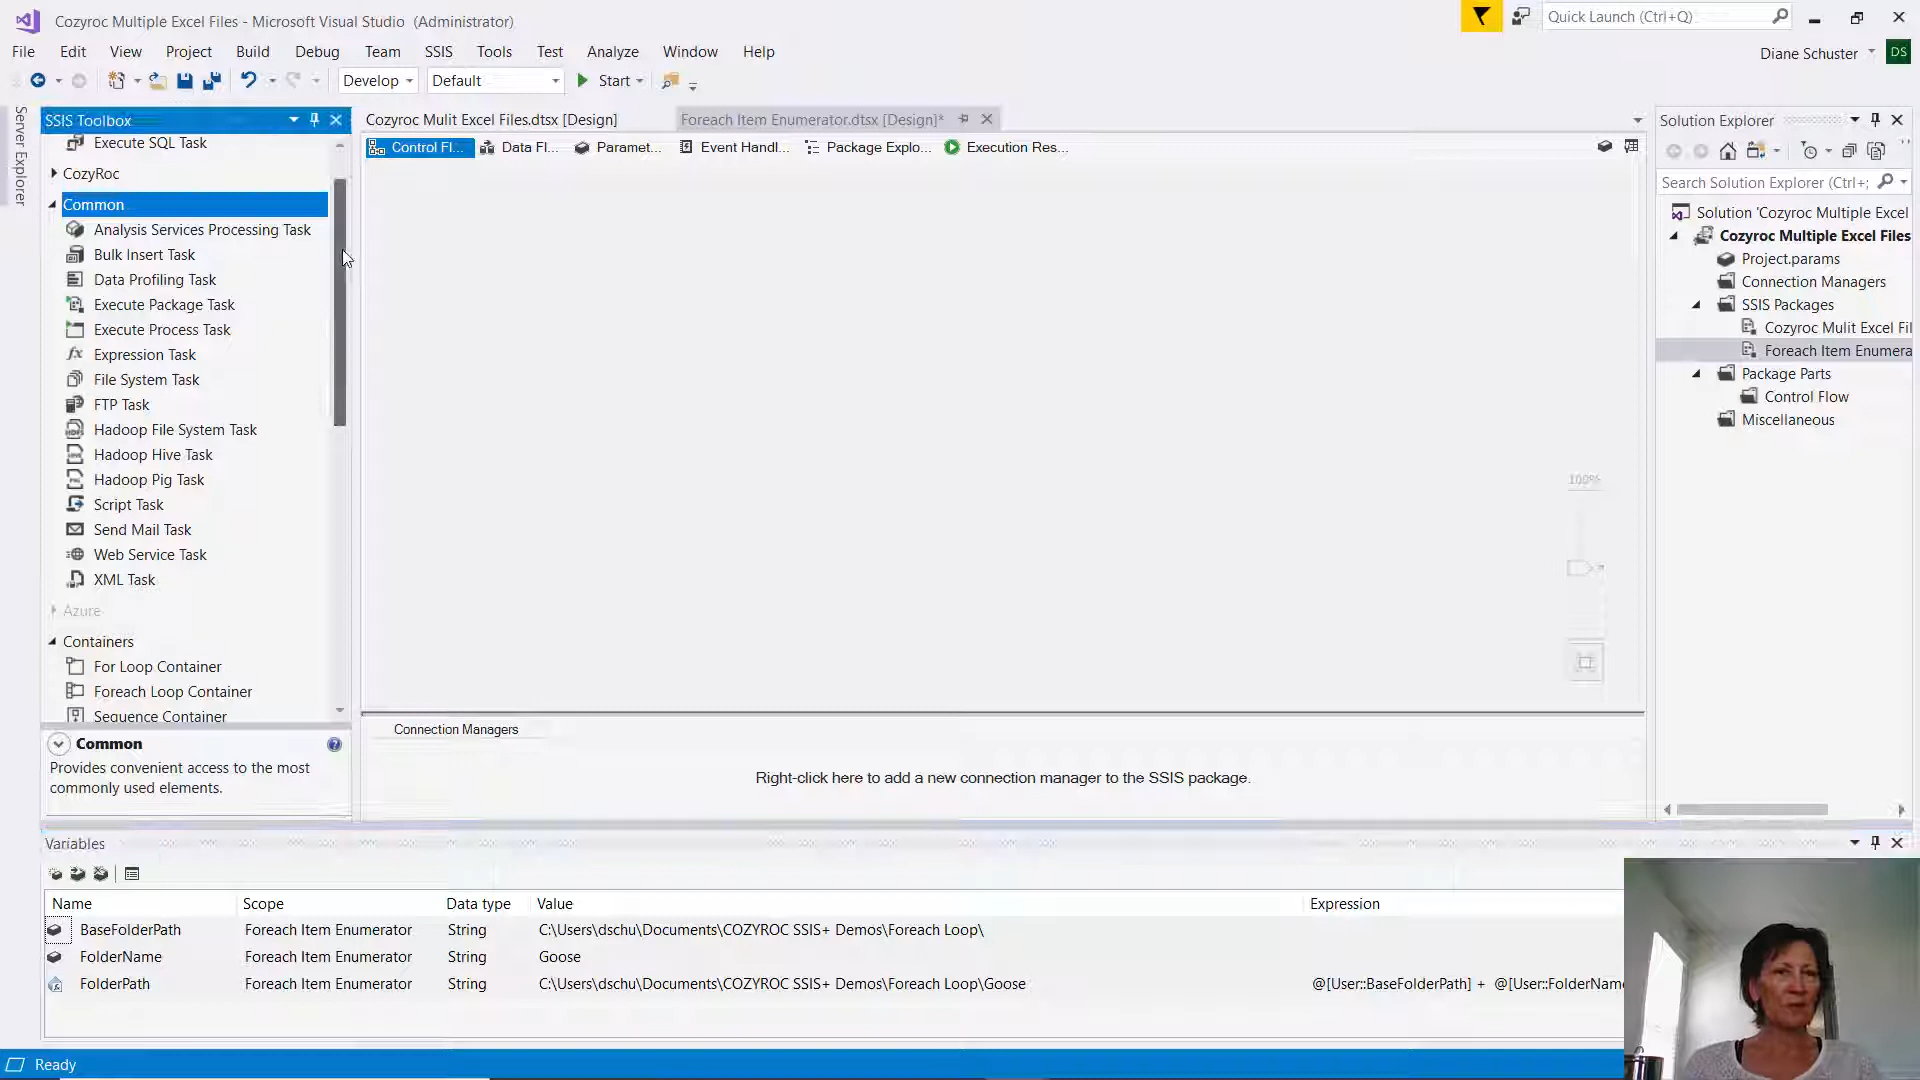 Cozyroc Multiple Excel Files - Microsoft Visual Studio (Administrator)
Quick Launch (Ctrl+Q)
File Edit View Project Build Debug Team SSIS Tools Test Analyze Window Help
Diane Schuster DS
Develop Default Start
Server Explorer
SSIS Toolbox
Execute SQL Task
CozyRoc
Common
Analysis Services Processing Task
Bulk Insert Task
Data Profiling Task
Execute Package Task
Execute Process Task
Expression Task
File System Task
FTP Task
Hadoop File System Task
Hadoop Hive Task
Hadoop Pig Task
Script Task
Send Mail Task
Web Service Task
XML Task
Azure
Containers
For Loop Container
Foreach Loop Container
Sequence Container
Common
Provides convenient access to the most
commonly used elements.
Cozyroc Mulit Excel Files.dtsx [Design]
Foreach Item Enumerator.dtsx [Design]*
Control Fl... Data Fl... Paramet... Event Handl... Package Explo... Execution Res...
100%
Connection Managers
Right-click here to add a new connection manager to the SSIS package.
Solution Explorer
Search Solution Explorer (Ctrl+;
Solution 'Cozyroc Multiple Excel
Cozyroc Multiple Excel Files
Project.params
Connection Managers
SSIS Packages
Cozyroc Mulit Excel Fil
Foreach Item Enumera
Package Parts
Control Flow
Miscellaneous
Variables
Name Scope Data type Value Expression
BaseFolderPath Foreach Item Enumerator String C:\Users\dschu\Documents\COZYROC SSIS+ Demos\Foreach Loop\
FolderName Foreach Item Enumerator String Goose
FolderPath Foreach Item Enumerator String C:\Users\dschu\Documents\COZYROC SSIS+ Demos\Foreach Loop\Goose @[User::BaseFolderPath] + @[User::FolderName
Ready